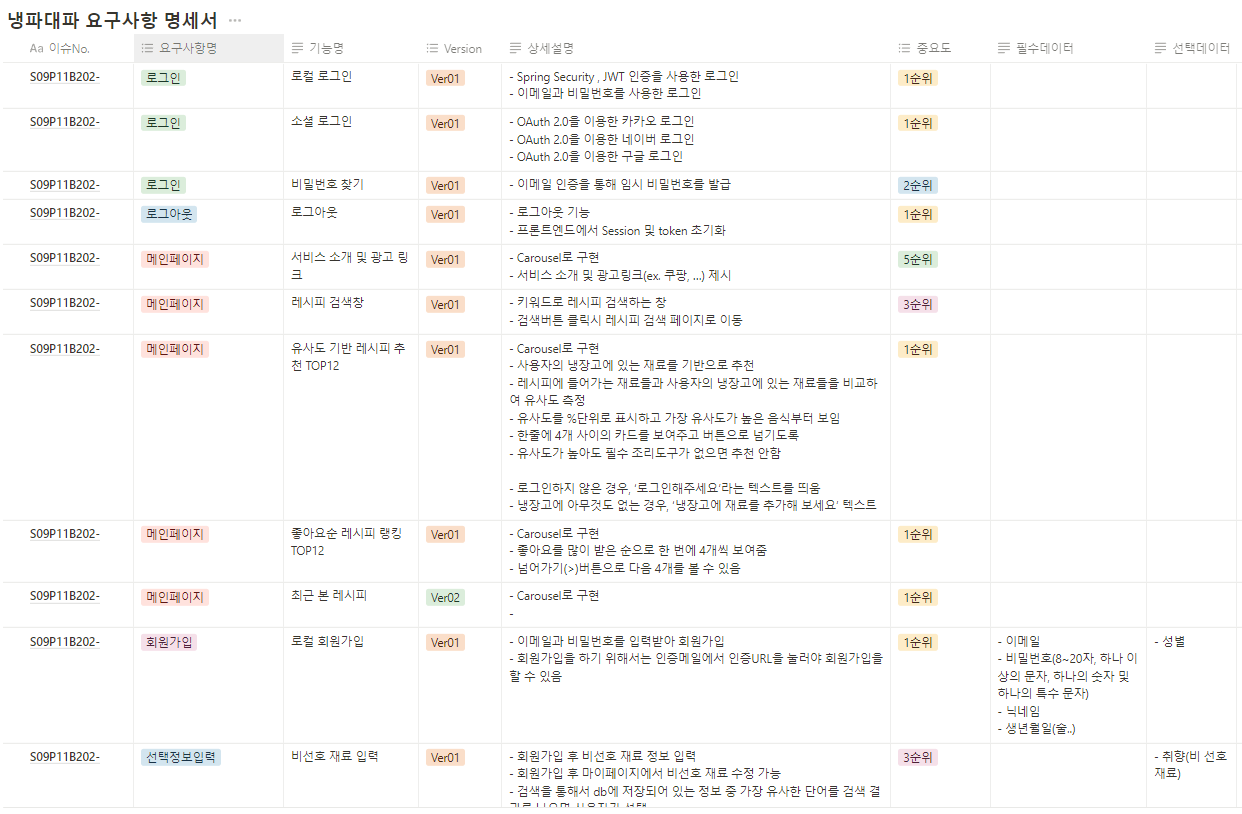 냉파대파 요구사항 명세서 ...
Aa 이슈No. 요구사항명 기능명 Version 상세설명 중요도 필수데이터 선택데이터
S09P11B202- 로그인 로컬 로그인 Ver01 - Spring Security , JWT 인증을 사용한 로그인 1순위
- 이메일과 비밀번호를 사용한 로그인
S09P11B202- 로그인 소셜 로그인 Ver01 - OAuth 2.0을 이용한 카카오 로그인 1순위
- OAuth 2.0을 이용한 네이버 로그인
- OAuth 2.0을 이용한 구글 로그인
S09P11B202- 로그인 비밀번호 찾기 Ver01 - 이메일 인증을 통해 임시 비밀번호를 발급 2순위
S09P11B202- 로그아웃 로그아웃 Ver01 - 로그아웃 기능 1순위
- 프론트엔드에서 Session 및 token 초기화
S09P11B202- 메인페이지 서비스 소개 및 광고 링 Ver01 - Carousel로 구현 5순위
크 - 서비스 소개 및 광고링크(ex. 쿠팡, ...) 제시
S09P11B202- 메인페이지 레시피 검색창 Ver01 - 키워드로 레시피 검색하는 창 3순위
- 검색버튼 클릭시 레시피 검색 페이지로 이동
S09P11B202- 메인페이지 유사도 기반 레시피 추 Ver01 - Carousel로 구현 1순위
천 TOP12 - 사용자의 냉장고에 있는 재료를 기반으로 추천
- 레시피에 들어가는 재료들과 사용자의 냉장고에 있는 재료들을 비교하
여 유사도 측정
- 유사도를 %단위로 표시하고 가장 유사도가 높은 음식부터 보임
- 한줄에 4개 사이의 카드를 보여주고 버튼으로 넘기도록
- 유사도가 높아도 필수 조리도구가 없으면 추천 안함
- 로그인하지 않은 경우, '로그인해주세요'라는 텍스트를 띄움
- 냉장고에 아무것도 없는 경우, '냉장고에 재료를 추가해 보세요' 텍스트
S09P11B202- 메인페이지 좋아요순 레시피 랭킹 Ver01 - Carousel로 구현 1순위
TOP12 - 좋아요를 많이 받은 순으로 한 번에 4개씩 보여줌
- 넘어가기(>)버튼으로 다음 4개를 볼 수 있음
S09P11B202- 메인페이지 최근 본 레시피 Ver02 - Carousel로 구현 1순위
-
S09P11B202- 회원가입 로컬 회원가입 Ver01 - 이메일과 비밀번호를 입력받아 회원가입 1순위 - 이메일 - 성별
- 회원가입을 하기 위해서는 인증메일에서 인증URL을 눌러야 회원가입을 - 비밀번호(8~20자, 하나 이
할 수 있음 상의 문자, 하나의 숫자 및
하나의 특수 문자)
- 닉네임
- 생년월일(술..)
S09P11B202- 선택정보입력 비선호 재료 입력 Ver01 - 회원가입 후 비선호 재료 정보 입력 3순위 - 취향(비 선호
- 회원가입 후 마이페이지에서 비선호 재료 수정 가능 재료)
- 검색을 통해서 db에 저장되어 있는 정보 중 가장 유사한 단어를 검색 결